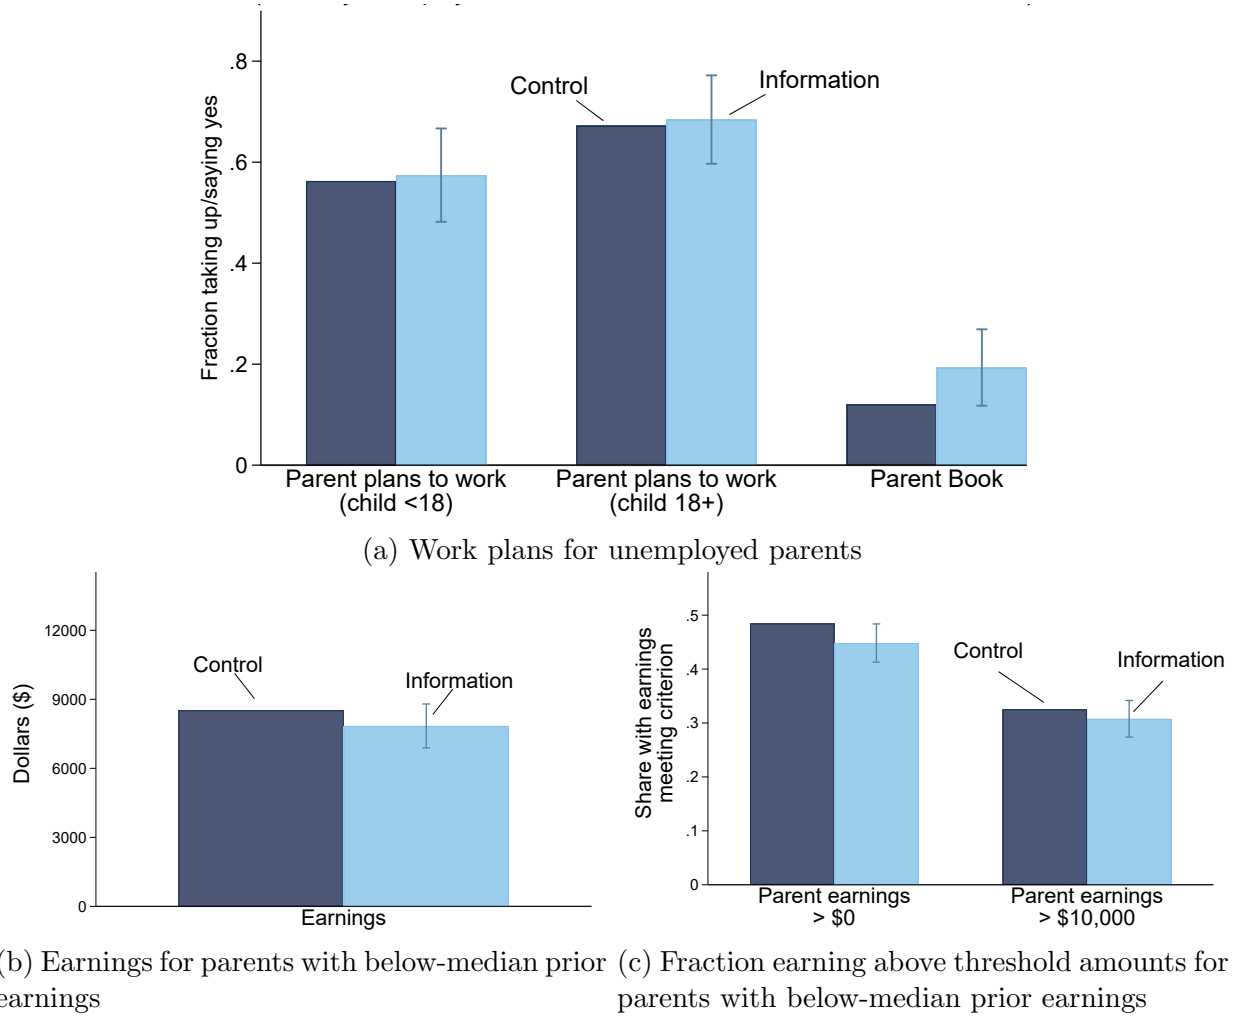 .8
.6
.4
.2
0
Fraction taking up/saying yes
Control
Information
Parent plans to work
(child <18)
Parent plans to work
(child 18+)
Parent Book
(a) Work plans for unemployed parents
12000
9000
6000
3000
0
Dollars ($)
Control
Information
Earnings
(b) Earnings for parents with below-median prior
earnings
.5
.4
.3
.2
.1
0
Share with earnings
meeting criterion
Control
Information
Parent earnings
> $0
Parent earnings
> $10,000
(c) Fraction earning above threshold amounts for
parents with below-median prior earnings